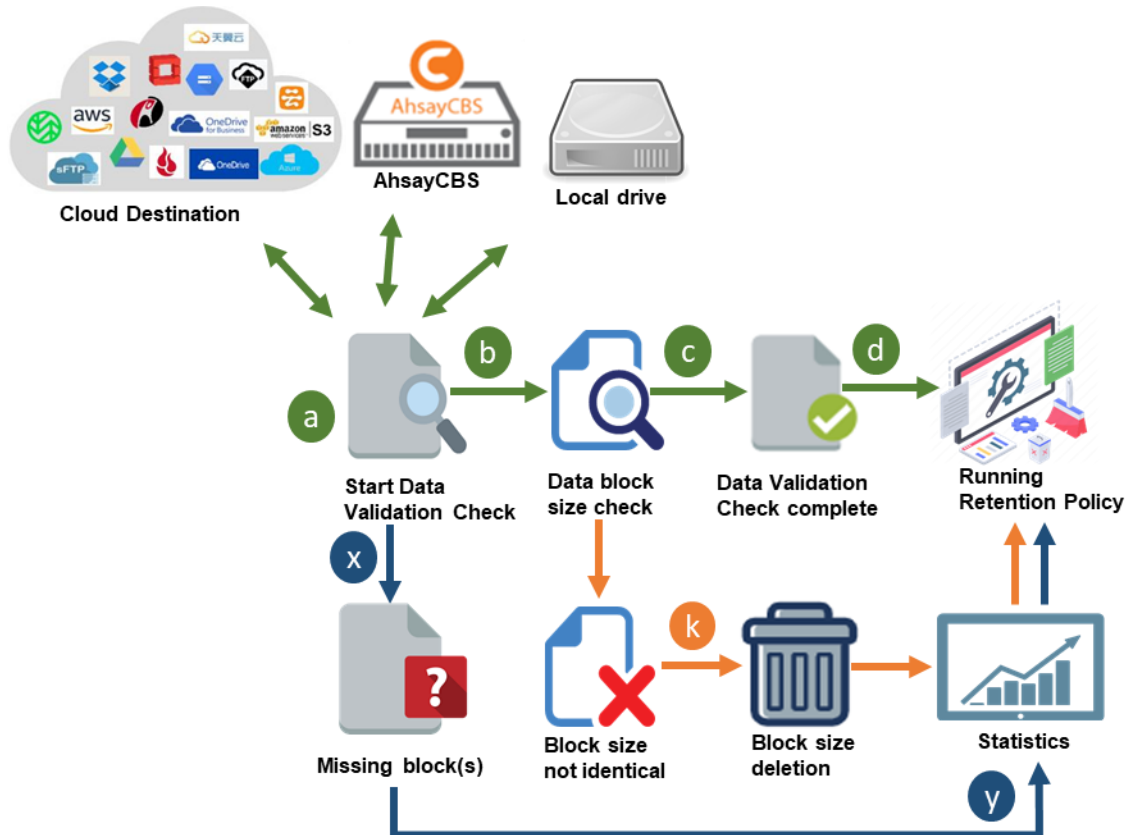 天翼云
FTP
aws
OneDrive
for Business
amazon
web services
S3
sFTP
OneDrive
Azure
Cloud Destination
AhsayCBS
AhsayCBS
Local drive
a
b
c
d
Start Data
Validation Check
Data block
size check
Data Validation
Check complete
Running
Retention Policy
x
k
?
Missing block(s)
Block size
not identical
Block size
deletion
Statistics
y